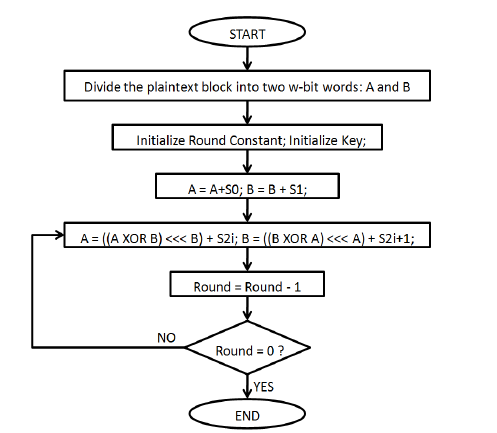 START
Divide the plaintext block into two w-bit words: A and B
Initialize Round Constant; Initialize Key;
A = A+S0; B = B + S1;
A = ((A XOR B) <<< B) + S2i; B = ((B XOR A) <<< A) + S2i+1;
Round = Round - 1
NO
Round = 0 ?
YES
END